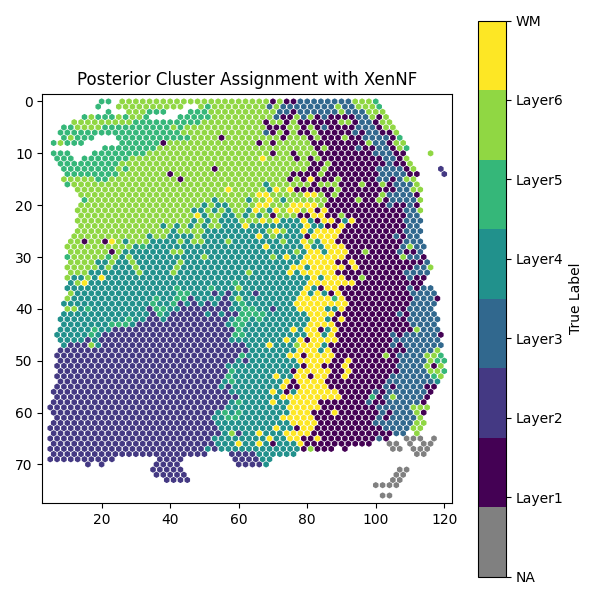 Posterior Cluster Assignment with XenNF
0
10
20
30
40
50
60
70
20
40
60
80
100
120
WM
Layer6
Layer5
Layer4
Layer3
Layer2
Layer1
NA
True Label